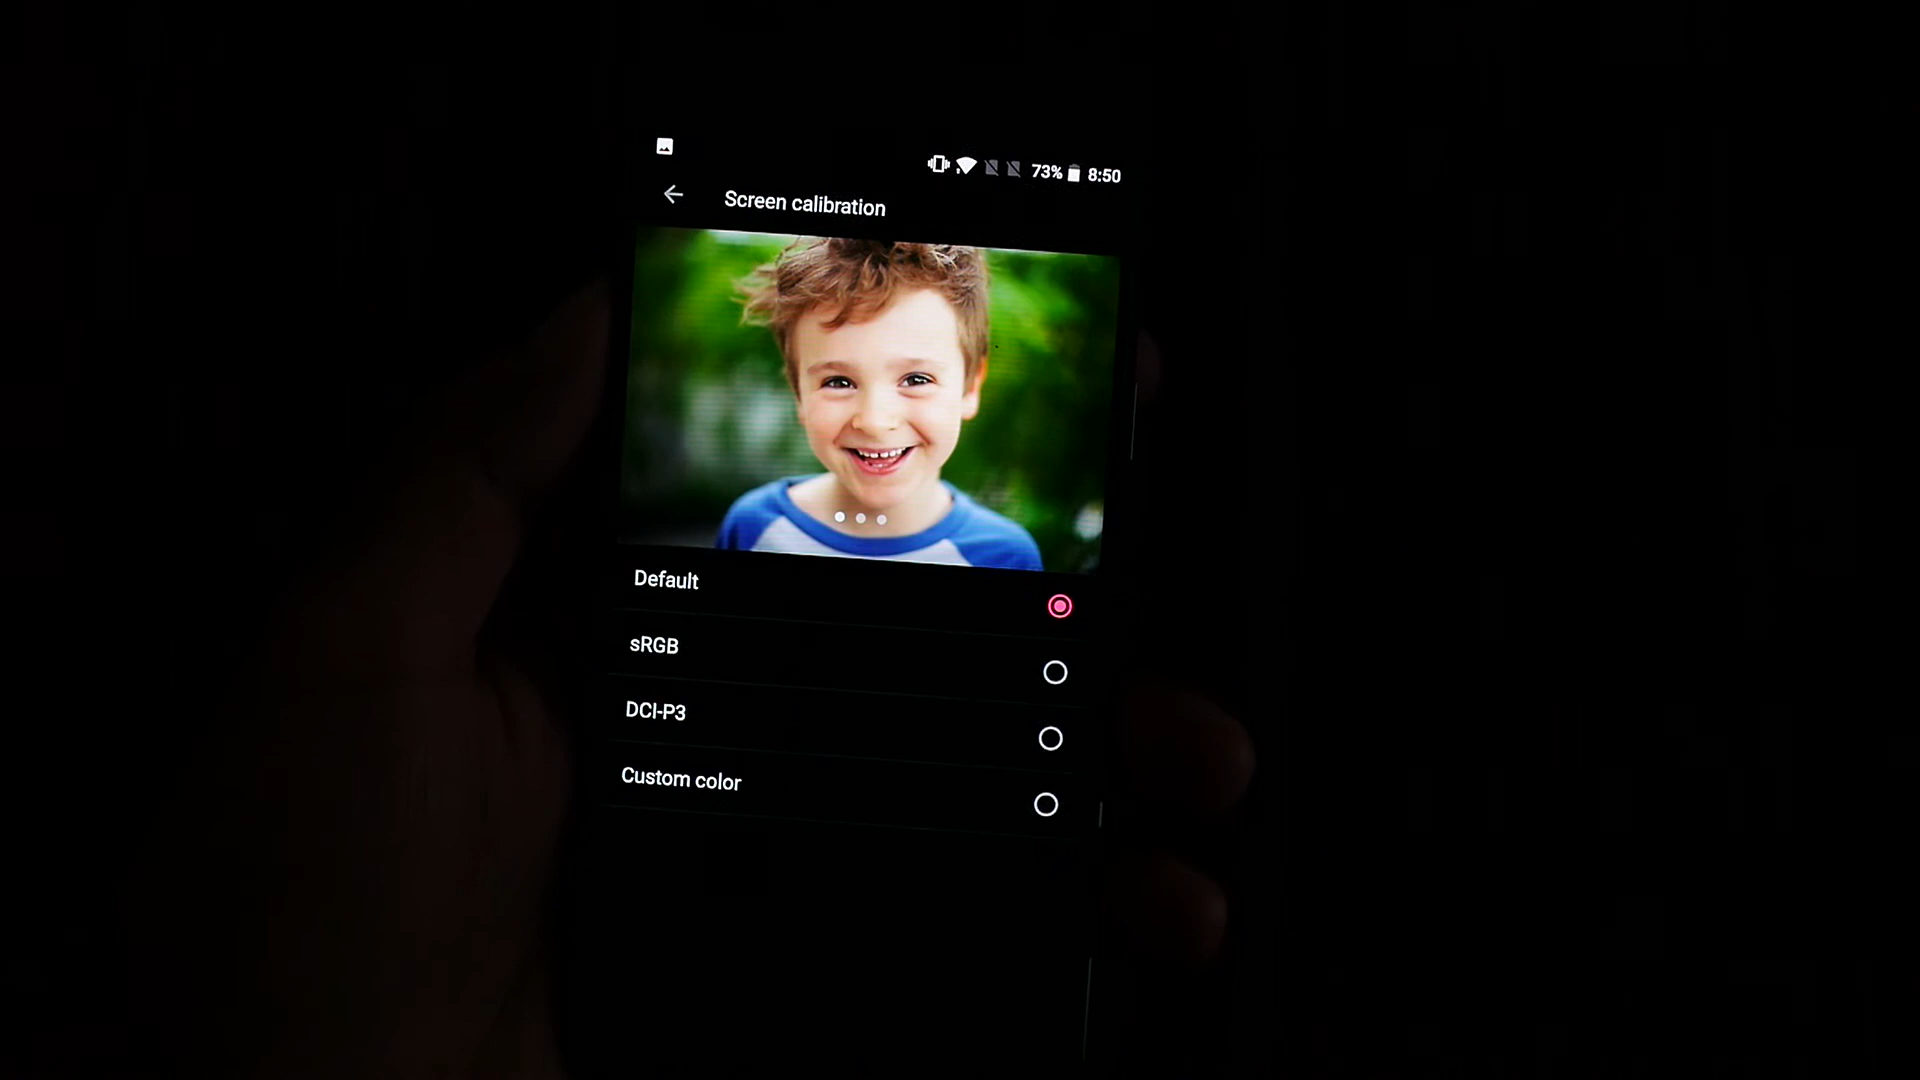 73% 8:50
Screen calibration
Default
sRGB
DCI-P3
Custom color